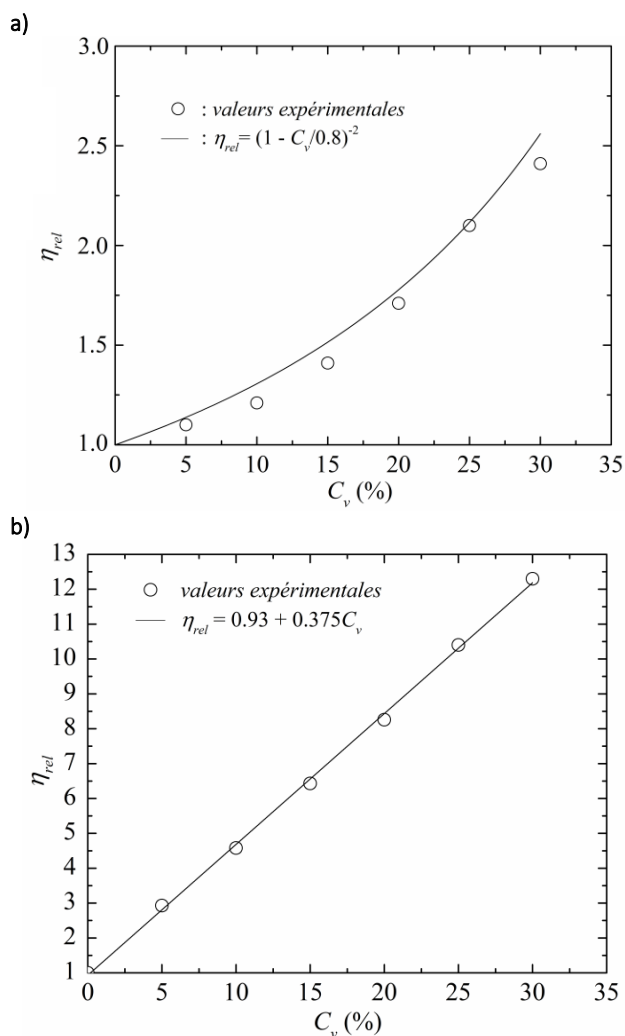 a)
3.0
○ : valeurs expérimentales
— : η_rel = (1 - C_v/0.8)^-2
2.5
η_rel
2.0
1.5
1.0
0 5 10 15 20 25 30 35
C_v (%)
b)
13
○ valeurs expérimentales
12
— η_rel = 0.93 + 0.375C_v
11
10
9
8
η_rel
7
6
5
4
3
2
1
0 5 10 15 20 25 30 35
C_v (%)